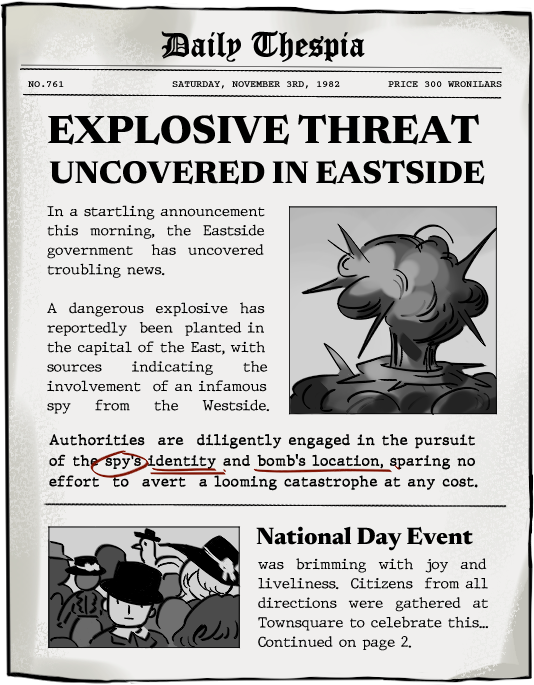 Daily Thespia
NO.761 SATURDAY, NOVEMBER 3RD, 1982 PRICE 300 WRONILARS
EXPLOSIVE THREAT
UNCOVERED IN EASTSIDE
In a startling announcement
this morning, the Eastside
government has uncovered
troubling news.
A dangerous explosive has
reportedly been planted in
the capital of the East, with
sources indicating the
involvement of an infamous
spy from the Westside.
Authorities are diligently engaged in the pursuit
of the spy's identity and bomb's location, sparing no
effort to avert a looming catastrophe at any cost.
National Day Event
was brimming with joy and
liveliness. Citizens from all
directions were gathered at
Townsquare to celebrate this...
Continued on page 2.